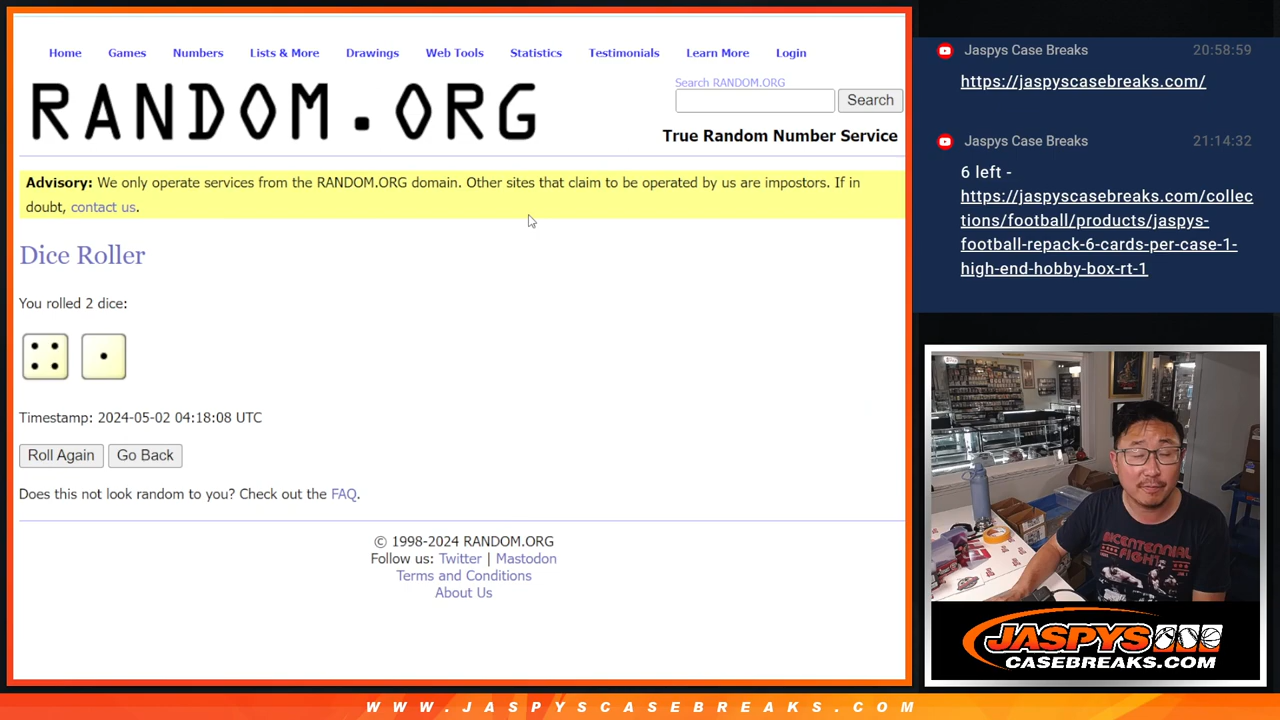 Home Games Numbers Lists & More Drawings Web Tools Statistics Testimonials Learn More Login
RANDOM.ORG
Search RANDOM.ORG
Search
True Random Number Service
Advisory: We only operate services from the RANDOM.ORG domain. Other sites that claim to be operated by us are impostors. If in
doubt, contact us.
Dice Roller
You rolled 2 dice:
Timestamp: 2024-05-02 04:18:08 UTC
Roll Again Go Back
Does this not look random to you? Check out the FAQ.
© 1998-2024 RANDOM.ORG
Follow us: Twitter | Mastodon
Terms and Conditions
About Us
Jaspys Case Breaks 20:58:59
https://jaspyscasebreaks.com/
Jaspys Case Breaks 21:14:32
6 left -
https://jaspyscasebreaks.com/collec
tions/football/products/jaspys-
football-repack-6-cards-per-case-1-
high-end-hobby-box-rt-1
BICENTENNIAL
FIGHT
JASPYS
CASEBREAKS.COM
WWW.JASPYSCASEBREAKS.COM